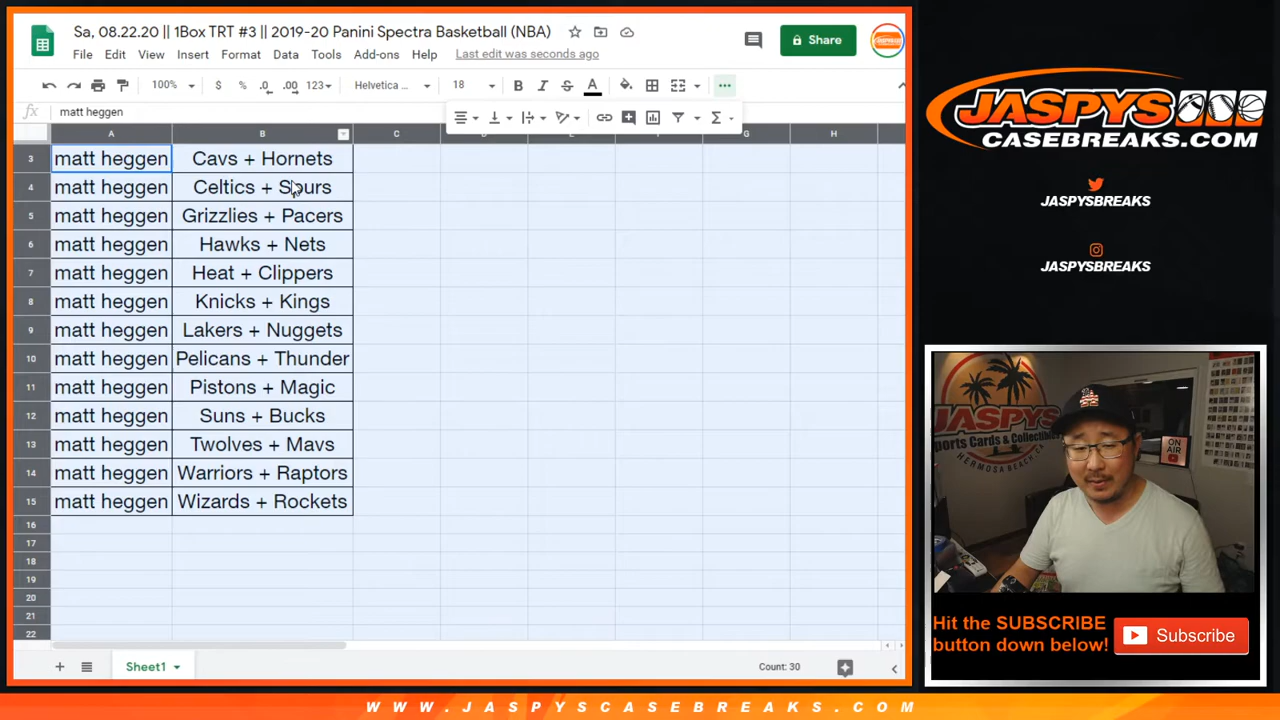 Sa, 08.22.20 || 1Box TRT #3 || 2019-20 Panini Spectra Basketball (NBA)
File Edit View Insert Format Data Tools Add-ons Help Last edit was seconds ago
Share
100% $ % .0 .00 123 Helvetica ... 18 B I S A
fx matt heggen
A B C H
3 matt heggen Cavs + Hornets
4 matt heggen Celtics + Spurs
5 matt heggen Grizzlies + Pacers
6 matt heggen Hawks + Nets
7 matt heggen Heat + Clippers
8 matt heggen Knicks + Kings
9 matt heggen Lakers + Nuggets
10 matt heggen Pelicans + Thunder
11 matt heggen Pistons + Magic
12 matt heggen Suns + Bucks
13 matt heggen Twolves + Mavs
14 matt heggen Warriors + Raptors
15 matt heggen Wizards + Rockets
16
17
18
19
20
21
22
Sheet1
Count: 30
JASPYS
CASEBREAKS.COM
JASPYSBREAKS
JASPYSBREAKS
JASPYS
Sports Cards & Collectibles
HERMOSA BEACH, CA
ON AIR
Hit the SUBSCRIBE
button down below!
Subscribe
WWW.JASPYSCASEBREAKS.COM